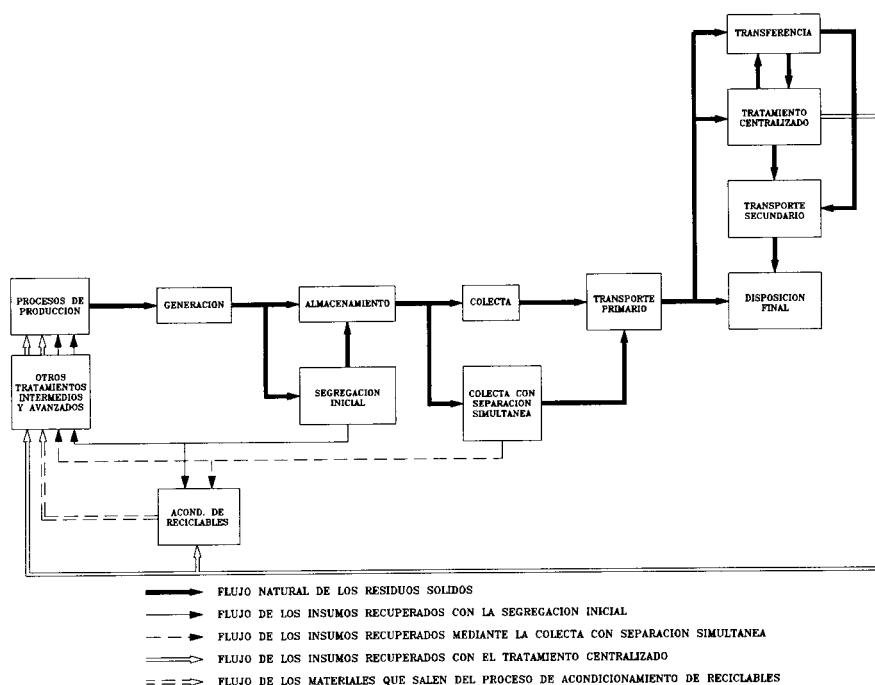 TRANSFERENCIA
TRATAMIENTO
CENTRALIZADO
TRANSPORTE
SECUNDARIO
PROCESOS DE
PRODUCCION
GENERACION
ALMACENAMIENTO
COLECTA
TRANSPORTE
PRIMARIO
DISPOSICION
FINAL
OTROS
TRATAMIENTOS
INTERMEDIOS
Y AVANZADOS
SEGREGACION
INICIAL
COLECTA CON
SEPARACION
SIMULTANEA
ACOND. DE
RECICLABLES
FLUJO NATURAL DE LOS RESIDUOS SOLIDOS
FLUJO DE LOS INSUMOS RECUPERADOS CON LA SEGREGACION INICIAL
FLUJO DE LOS INSUMOS RECUPERADOS MEDIANTE LA COLECTA CON SEPARACION SIMULTANEA
FLUJO DE LOS INSUMOS RECUPERADOS CON EL TRATAMIENTO CENTRALIZADO
FLUJO DE LOS MATERIALES QUE SALEN DEL PROCESO DE ACONDICIONAMIENTO DE RECICLABLES